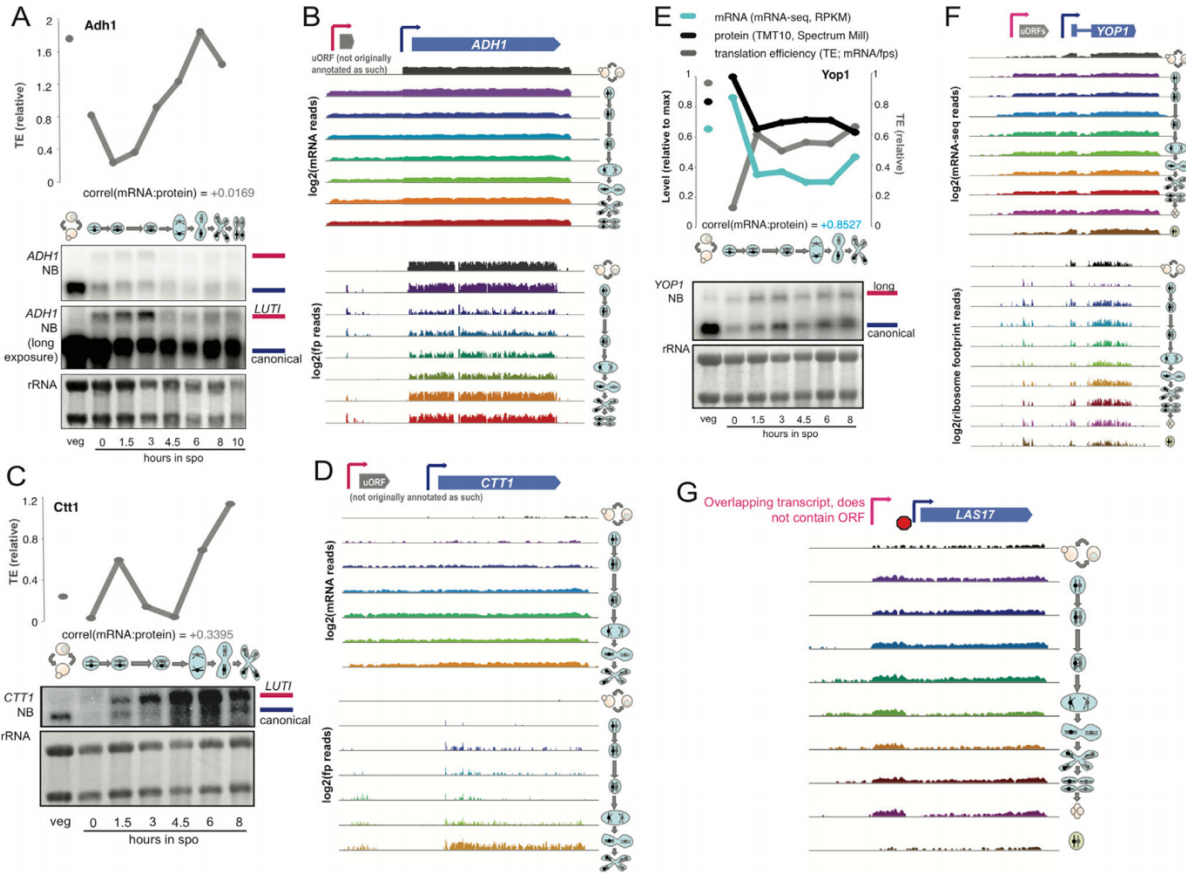 A
Adh1
TE (relative)
2
1.6
1.2
0.8
0.4
0
correl(mRNA:protein) = +0.0169
ADH1
NB
ADH1
NB
(long
exposure)
LUTI
canonical
rRNA
veg 0 1.5 3 4.5 6 8 10
hours in spo
B
uORF (not originally
annotated as such)
ADH1
log2(mRNA reads)
log2(fp reads)
C
Ctt1
TE (relative)
1.2
0.8
0.4
0
correl(mRNA:protein) = +0.3395
CTT1
NB
LUTI
canonical
rRNA
veg 0 1.5 3 4.5 6 8
hours in spo
D
uORF
(not originally annotated as such)
CTT1
log2(mRNA reads)
log2(fp reads)
E
mRNA (mRNA-seq, RPKM)
protein (TMT10, Spectrum Mill)
translation efficiency (TE; mRNA/fps)
Yop1
Level (relative to max)
1
0.8
0.6
0.4
0.2
0
1
0.8
0.6
0.4
0.2
0
TE (relative)
correl(mRNA:protein) = +0.8527
YOP1
NB
long
canonical
rRNA
veg 0 1.5 3 4.5 6 8
hours in spo
F
uORFs
YOP1
log2(mRNA-seq reads)
log2(ribosome footprint reads)
G
Overlapping transcript, does
not contain ORF
LAS17